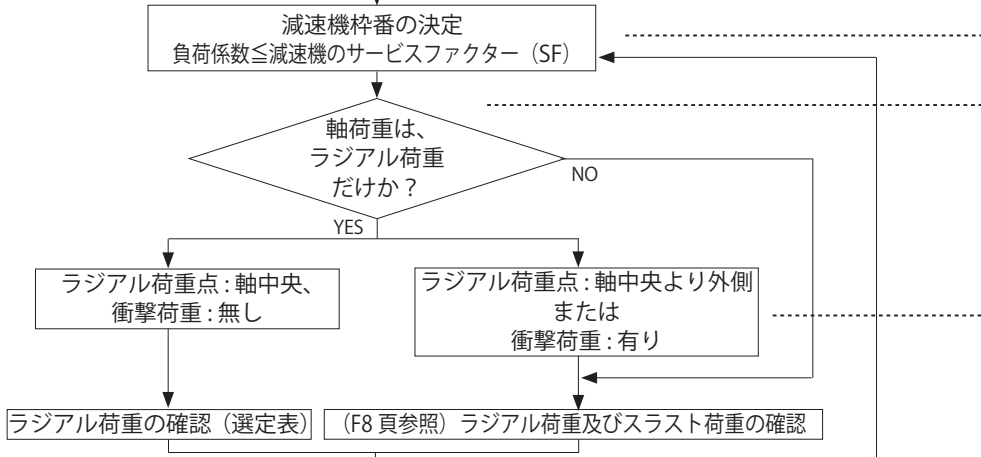 減速機枠番の決定
負荷係数≦減速機のサービスファクター（SF）
軸荷重は、
ラジアル荷重
だけか？
NO
YES
ラジアル荷重点 : 軸中央、
衝撃荷重 : 無し
ラジアル荷重点 : 軸中央より外側
または
衝撃荷重 : 有り
ラジアル荷重の確認（選定表）
（F8 頁参照）ラジアル荷重及びスラスト荷重の確認